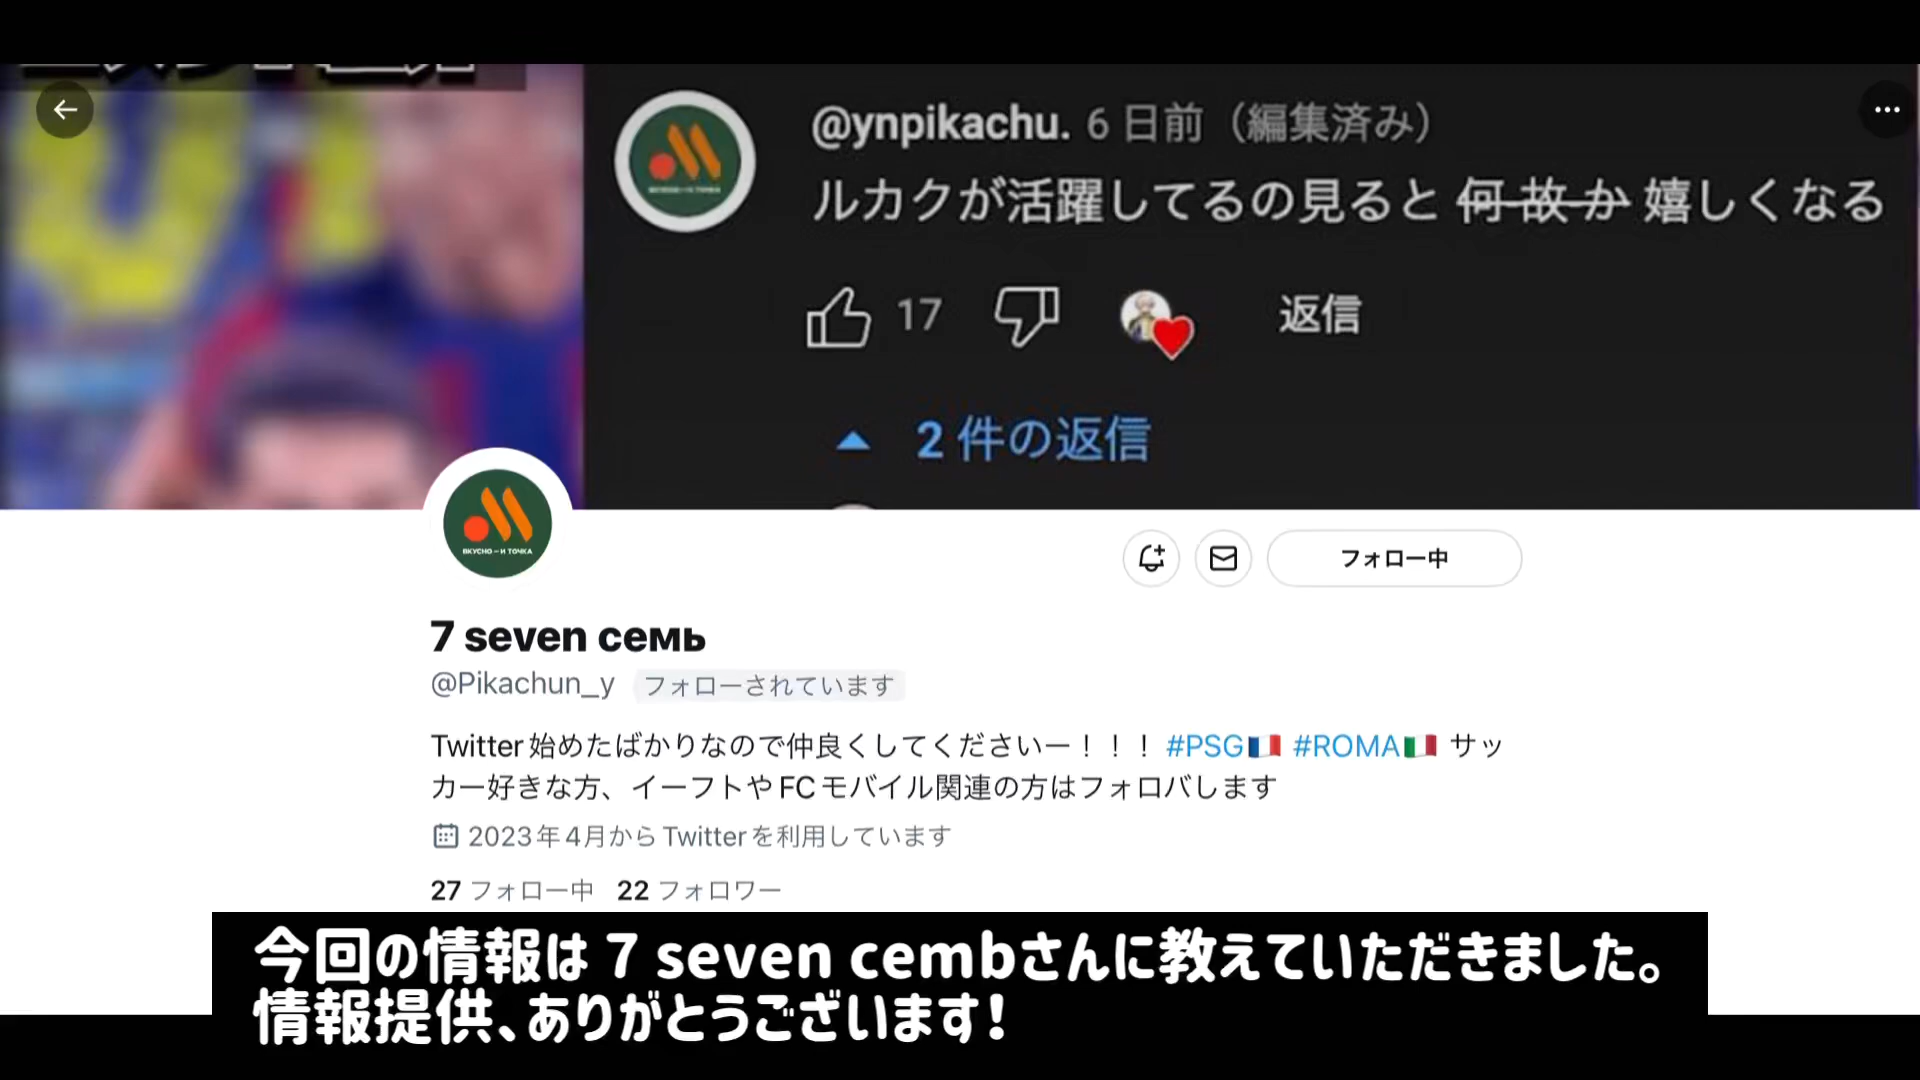 @ynpikachu. 6 日前（編集済み）
ルカクが活躍してるの見ると 何故か 嬉しくなる
17
返信
2 件の返信
ВКУСНО – И ТОЧКА
フォロー中
7 seven семь
@Pikachun_y フォローされています
Twitter始めたばかりなので仲良くしてくださいー！！！ #PSG🇫🇷 #ROMA🇮🇹 サッ
カー好きな方、イーフトやFCモバイル関連の方はフォロバします
2023年4月からTwitterを利用しています
27 フォロー中 22 フォロワー
今回の情報は 7 seven cembさんに教えていただきました。
情報提供、ありがとうございます！